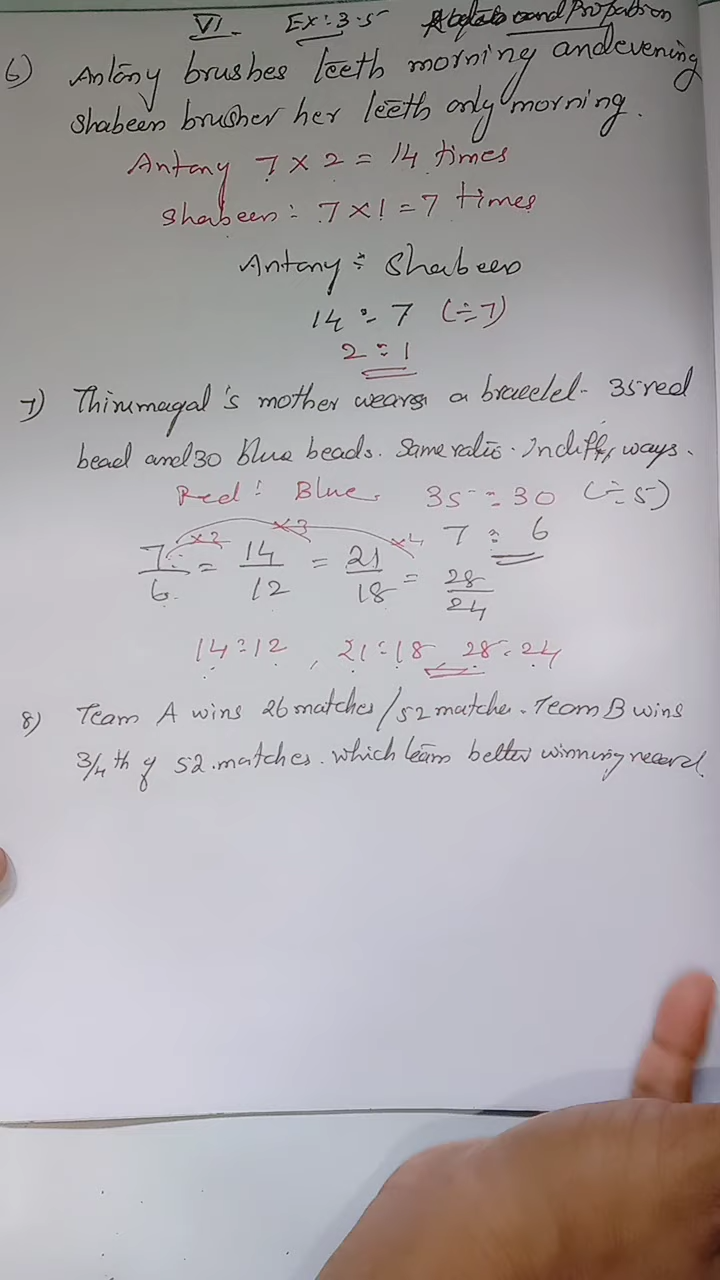 VI. Ex: 3.5 and Propotion
6) Antony brushes teeth morning and evening
Shabeen brusher her teeth only morning.
Antony 7 × 2 = 14 times
Shabeen: 7 × 1 = 7 times
Antony : Shabeen
14 : 7 (÷7)
2 : 1
7) Thirumagal's mother wears a bracelet - 35 red
bead and 30 blue beads. Same ratio. In diff, ways.
Red : Blue. 35 : 30 (÷5)
×2 ×3 ×4 7 : 6
7/6 = 14/12 = 21/18 = 28/24
14:12, 21:18, 28:24
8) Team A wins 26 matches/52 matche. Team B wins
3/4 th of 52 matches. which team better winning record.